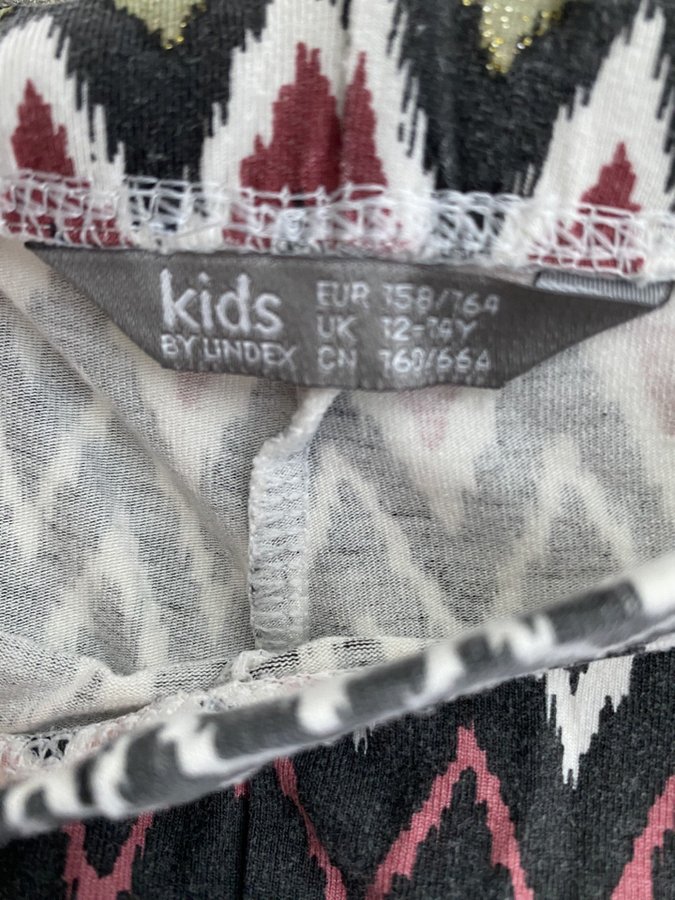 kids
BY LINDEX
EUR 158/164
UK 12-14Y
CN 160/66A